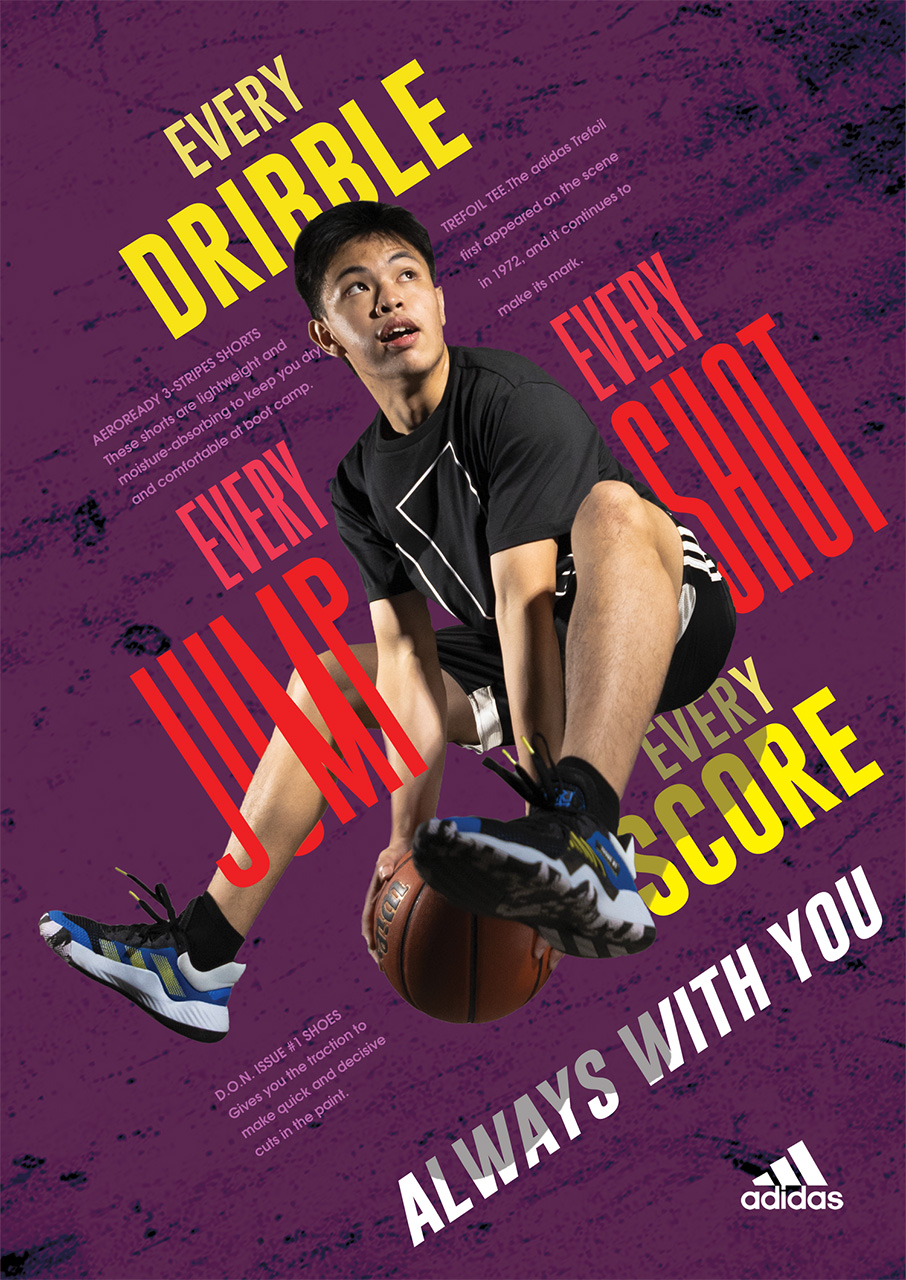 EVERY
DRIBBLE
TREFOIL TEE.The adidas Trefoil
first appeared on the scene
in 1972, and it continues to
make its mark.
AEROREADY 3-STRIPES SHORTS
These shorts are lightweight and
moisture-absorbing to keep you dry
and comfortable at boot camp.
EVERY
SHOT
EVERY
JUMP
EVERY
SCORE
D.O.N. ISSUE #1 SHOES
Gives you the traction to
make quick and decisive
cuts in the paint.
ALWAYS WITH YOU
adidas